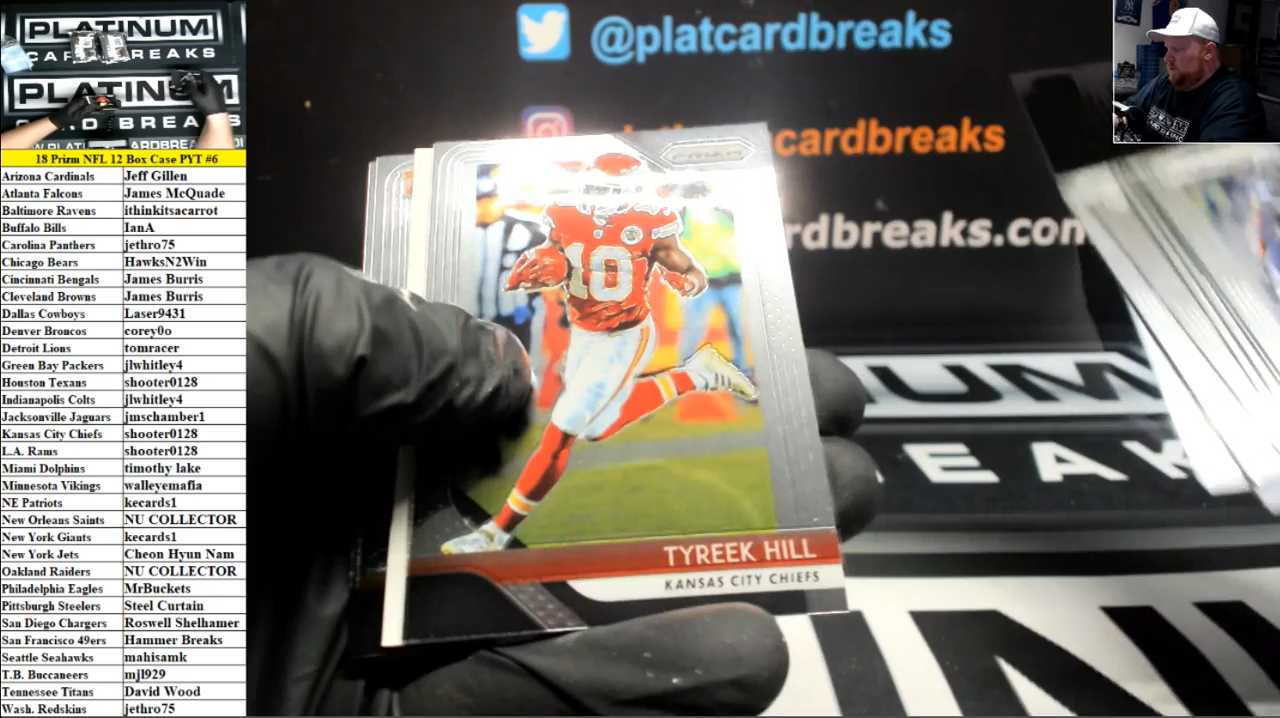 PLATINUM
CARD BREAKS
PLATINUM
CARD BREAKS
18 Prizm NFL 12 Box Case PYT #6
Arizona Cardinals Jeff Gillen
Atlanta Falcons James McQuade
Baltimore Ravens ithinkitsacarrot
Buffalo Bills IanA
Carolina Panthers jethro75
Chicago Bears HawksN2Win
Cincinnati Bengals James Burris
Cleveland Browns James Burris
Dallas Cowboys Laser9431
Denver Broncos corey0o
Detroit Lions tomracer
Green Bay Packers jlwhitley4
Houston Texans shooter0128
Indianapolis Colts jlwhitley4
Jacksonville Jaguars jmschamber1
Kansas City Chiefs shooter0128
L.A. Rams shooter0128
Miami Dolphins timothy lake
Minnesota Vikings walleyemafia
NE Patriots kecards1
New Orleans Saints NU COLLECTOR
New York Giants kecards1
New York Jets Cheon Hyun Nam
Oakland Raiders NU COLLECTOR
Philadelphia Eagles MrBuckets
Pittsburgh Steelers Steel Curtain
San Diego Chargers Roswell Shelhamer
San Francisco 49ers Hammer Breaks
Seattle Seahawks mahisamk
T.B. Buccaneers mjl929
Tennessee Titans David Wood
Wash. Redskins jethro75
@platcardbreaks
cardbreaks
rdbreaks.com
PRIZM
10
TYREEK HILL
KANSAS CITY CHIEFS
UM
EAK